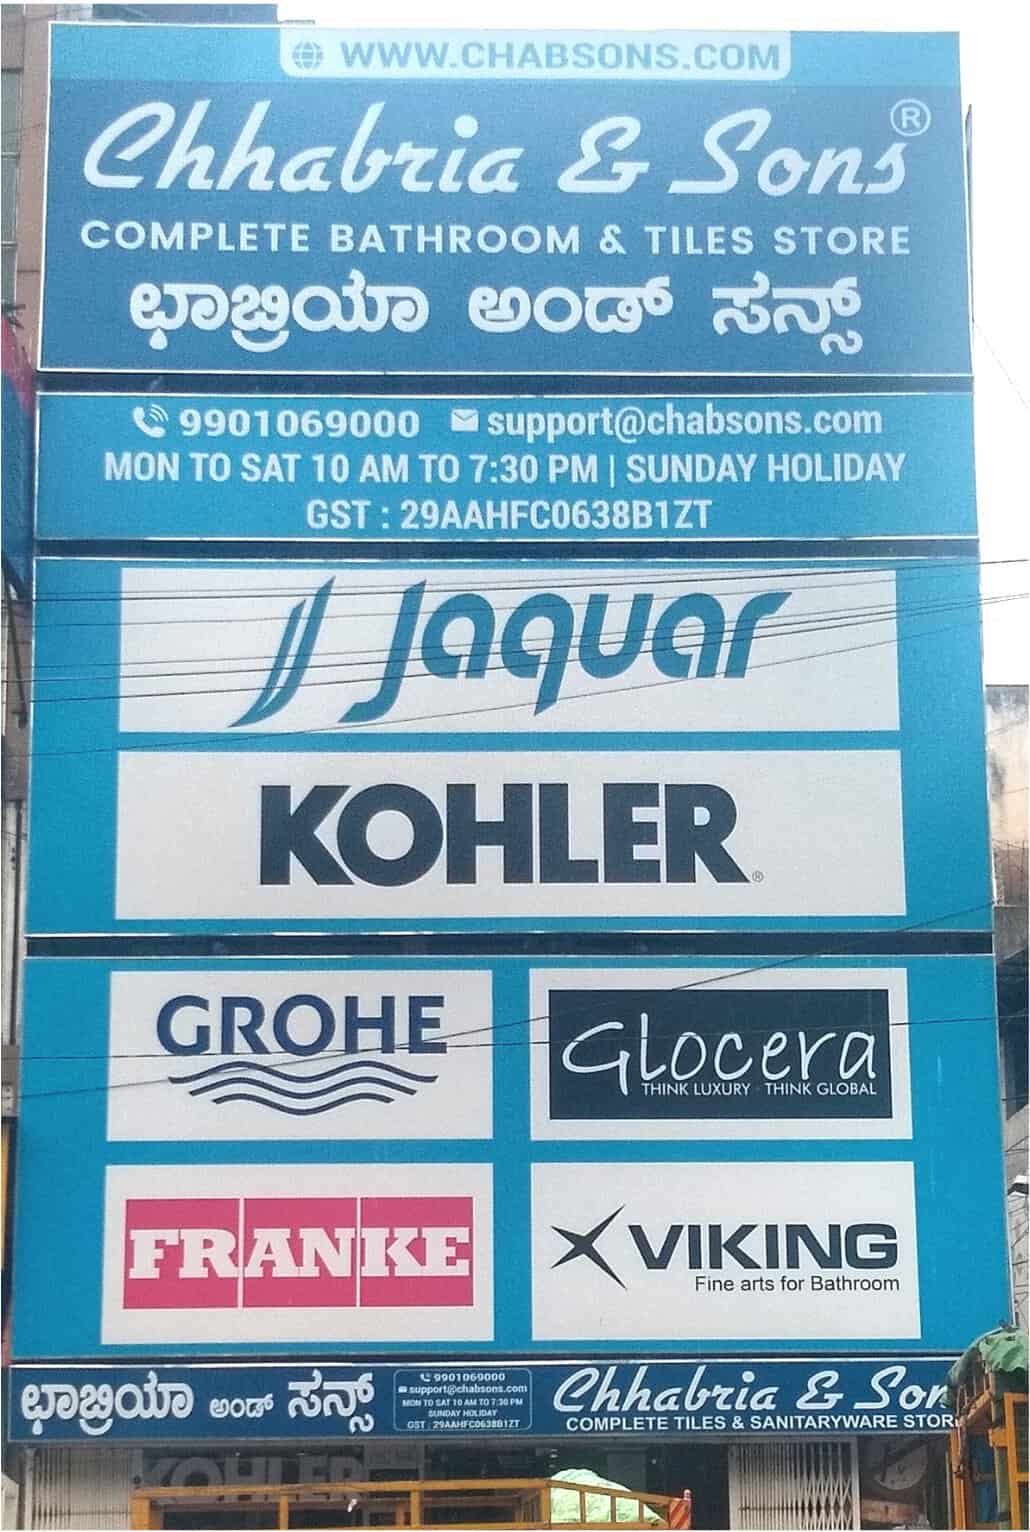 WWW.CHABSONS.COM
Chhabria & Sons®
COMPLETE BATHROOM & TILES STORE
ಛಾಬ್ರಿಯಾ ಅಂಡ್ ಸನ್ಸ್
9901069000 support@chabsons.com
MON TO SAT 10 AM TO 7:30 PM | SUNDAY HOLIDAY
GST : 29AAHFC0638B1ZT
Jaquar
KOHLER®
GROHE
Glocera
THINK LUXURY THINK GLOBAL
FRANKE
VIKING
Fine arts for Bathroom
ಛಾಬ್ರಿಯಾ ಅಂಡ್ ಸನ್ಸ್
9901069000
support@chabsons.com
MON TO SAT 10 AM TO 7:30 PM
SUNDAY HOLIDAY
GST : 29AAHFC0638B1ZT
Chhabria & Son
COMPLETE TILES & SANITARYWARE STOR
KOHLER